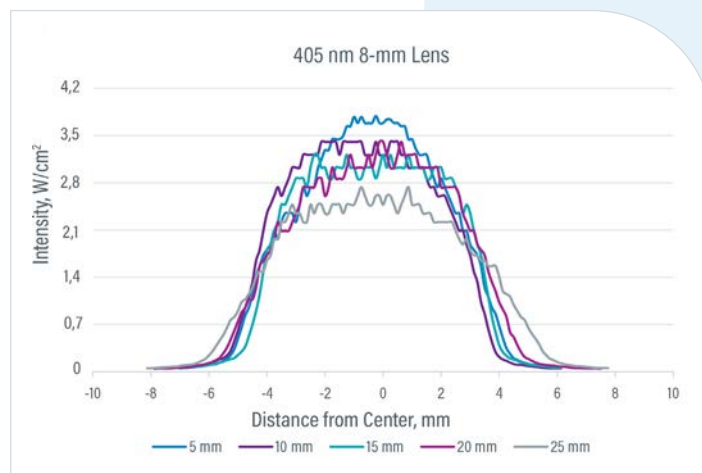 405 nm 8-mm Lens
Intensity, W/cm²
4,2
3,5
2,8
2,1
1,4
0,7
0
-10 -8 -6 -4 -2 0 2 4 6 8 10
Distance from Center, mm
5 mm 10 mm 15 mm 20 mm 25 mm